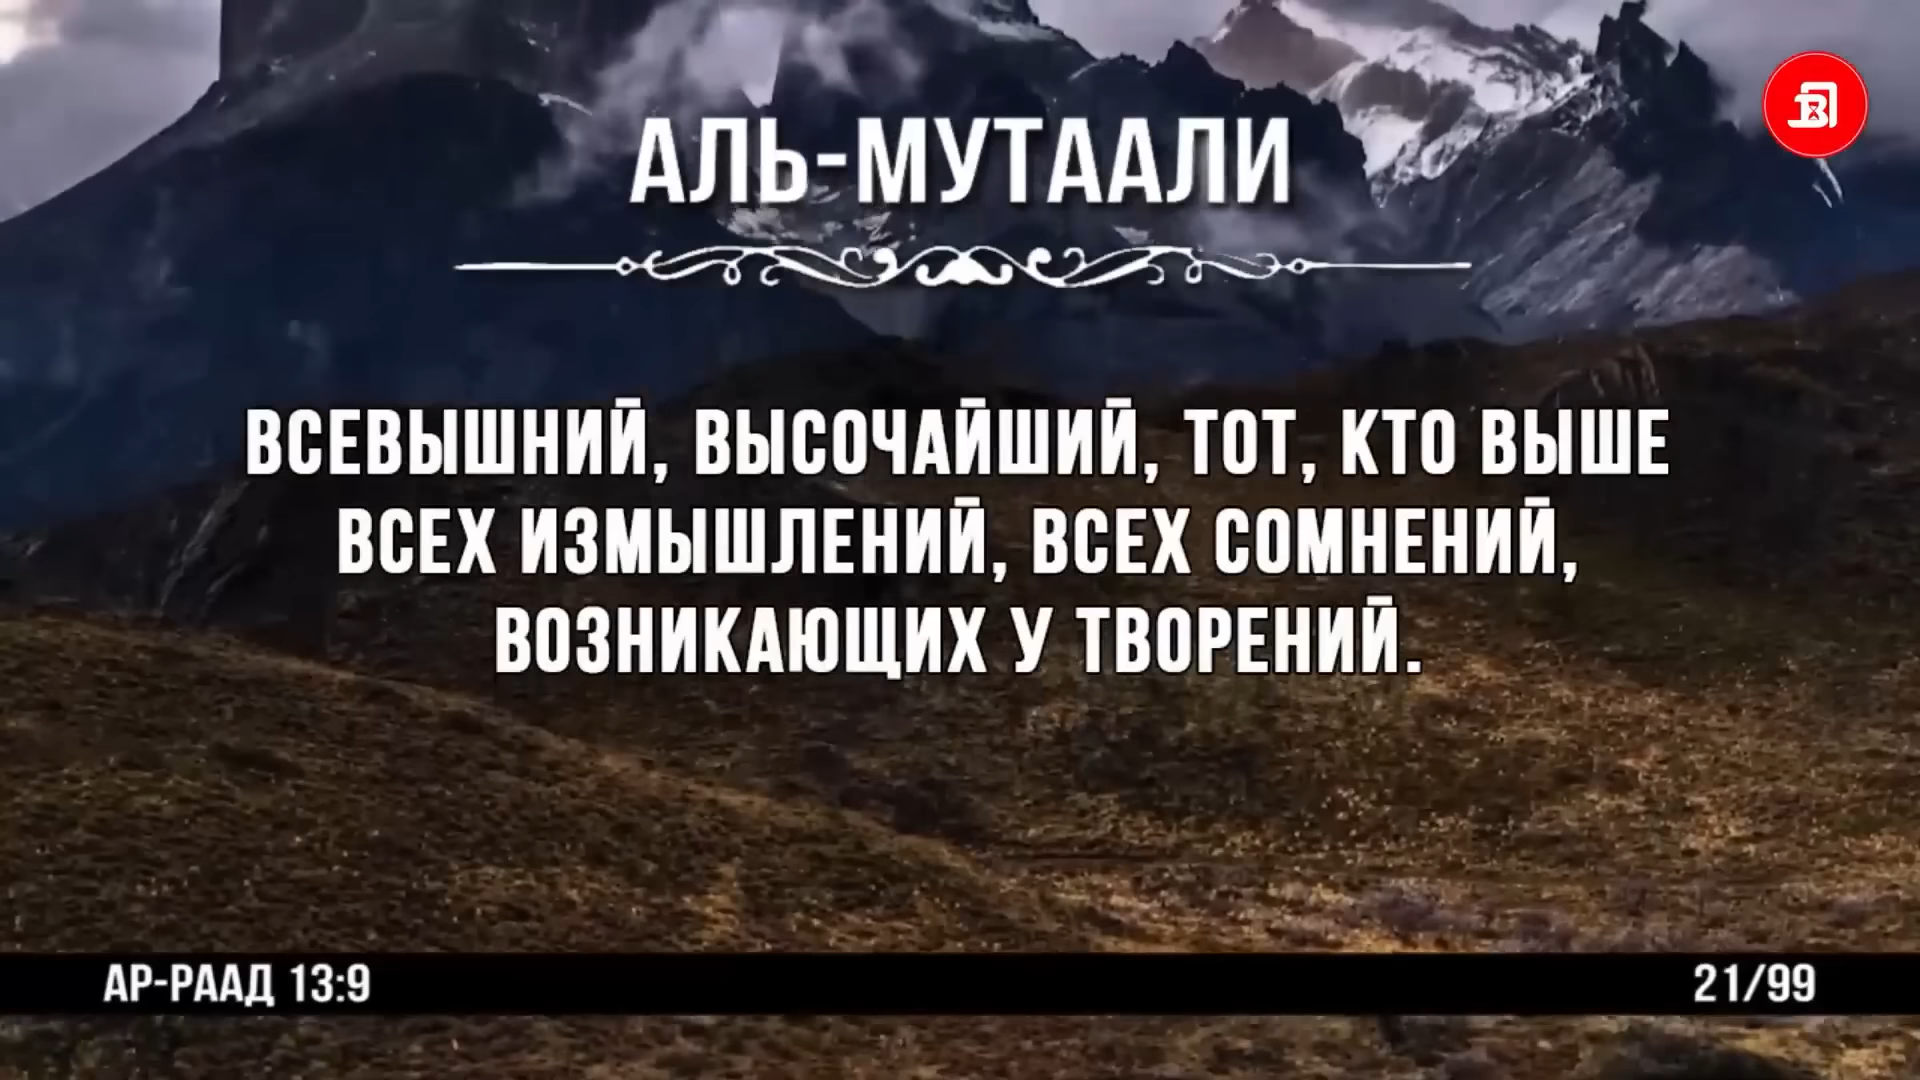 АЛЬ-МУТААЛИ
ВСЕВЫШНИЙ, ВЫСОЧАЙШИЙ, ТОТ, КТО ВЫШЕ
ВСЕХ ИЗМЫШЛЕНИЙ, ВСЕХ СОМНЕНИЙ,
ВОЗНИКАЮЩИХ У ТВОРЕНИЙ.
АР-РААД 13:9
21/99